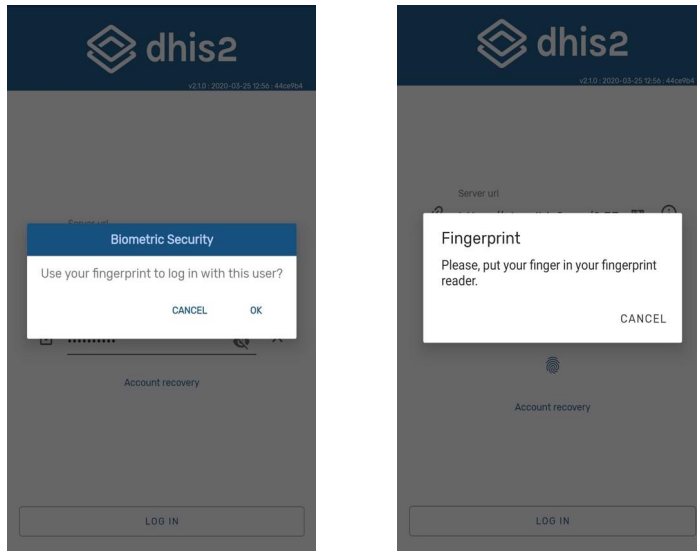 dhis2
v2.1.0 : 2020-03-25 12:56 : 44ce9b4
Biometric Security
Use your fingerprint to log in with this user?
CANCEL OK
Account recovery
LOG IN
dhis2
v2.1.0 : 2020-03-25 12:56 : 44ce9b4
Server url
Fingerprint
Please, put your finger in your fingerprint
reader.
CANCEL
Account recovery
LOG IN